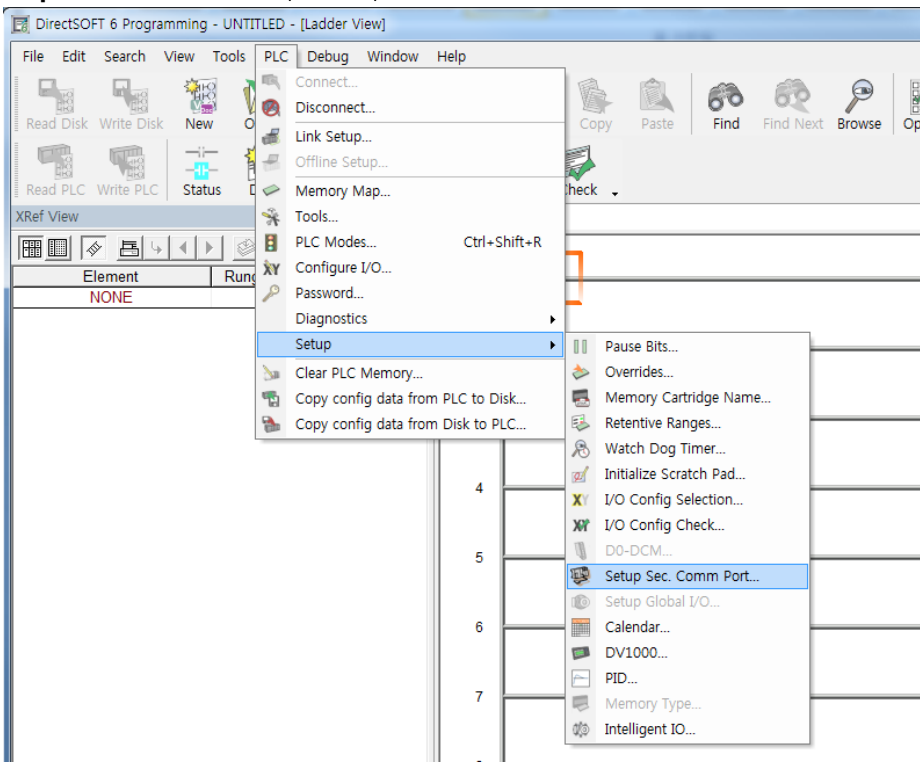 DirectSOFT 6 Programming - UNTITLED - [Ladder View]
File Edit Search View Tools PLC Debug Window Help
Read Disk Write Disk New Copy Paste Find Find Next Browse
Read PLC Write PLC Status
XRef View
Element
NONE
Connect...
Disconnect...
Link Setup...
Offline Setup...
Memory Map...
Tools...
PLC Modes... Ctrl+Shift+R
Configure I/O...
Password...
Diagnostics
Setup
Clear PLC Memory...
Copy config data from PLC to Disk...
Copy config data from Disk to PLC...
Pause Bits...
Overrides...
Memory Cartridge Name...
Retentive Ranges...
Watch Dog Timer...
Initialize Scratch Pad...
I/O Config Selection...
I/O Config Check...
D0-DCM...
Setup Sec. Comm Port...
Setup Global I/O...
Calendar...
DV1000...
PID...
Memory Type...
Intelligent IO...
4
5
6
7